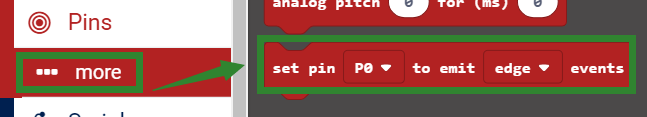 Pins
analog pitch 0 for (ms) 0
more
set pin P0 to emit edge events